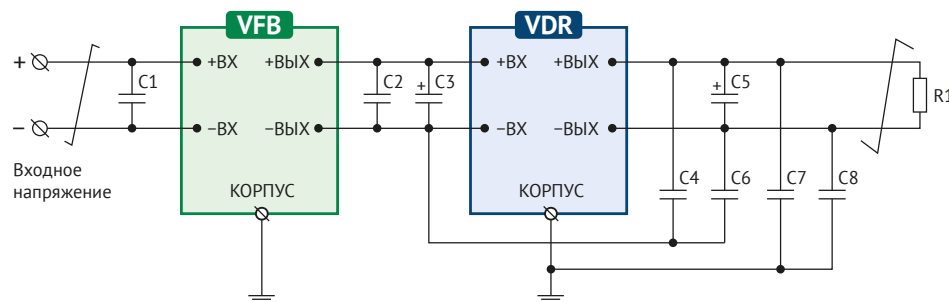 VFB
VDR
+
+ВХ
+ВЫХ
+ВХ
+ВЫХ
C1
C2
+
C3
+
C5
R1
–
–ВХ
–ВЫХ
–ВХ
–ВЫХ
Входное
напряжение
КОРПУС
КОРПУС
C4
C6
C7
C8